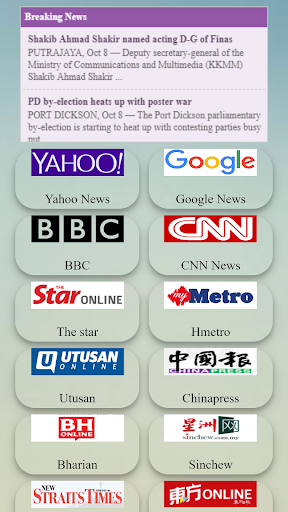 Breaking News
Shakib Ahmad Shakir named acting D-G of Finas
PUTRAJAYA, Oct 8 — Deputy secretary-general of the
Ministry of Communications and Multimedia (KKMM)
Shakib Ahmad Shakir ...
PD by-election heats up with poster war
PORT DICKSON, Oct 8 — The Port Dickson parliamentary
by-election is starting to heat up with contesting parties busy
put
YAHOO!
Google
Yahoo News
Google News
BBC
CNN
BBC
CNN News
THE
Star ONLINE
my Metro
The star
Hmetro
UTUSAN
ONLINE
中國報
CHINAPRESS
Utusan
Chinapress
BH
ONLINE
星洲网
sinchew.com.my
Bharian
Sinchew
NEW
STRAITS TIMES
東方ONLINE